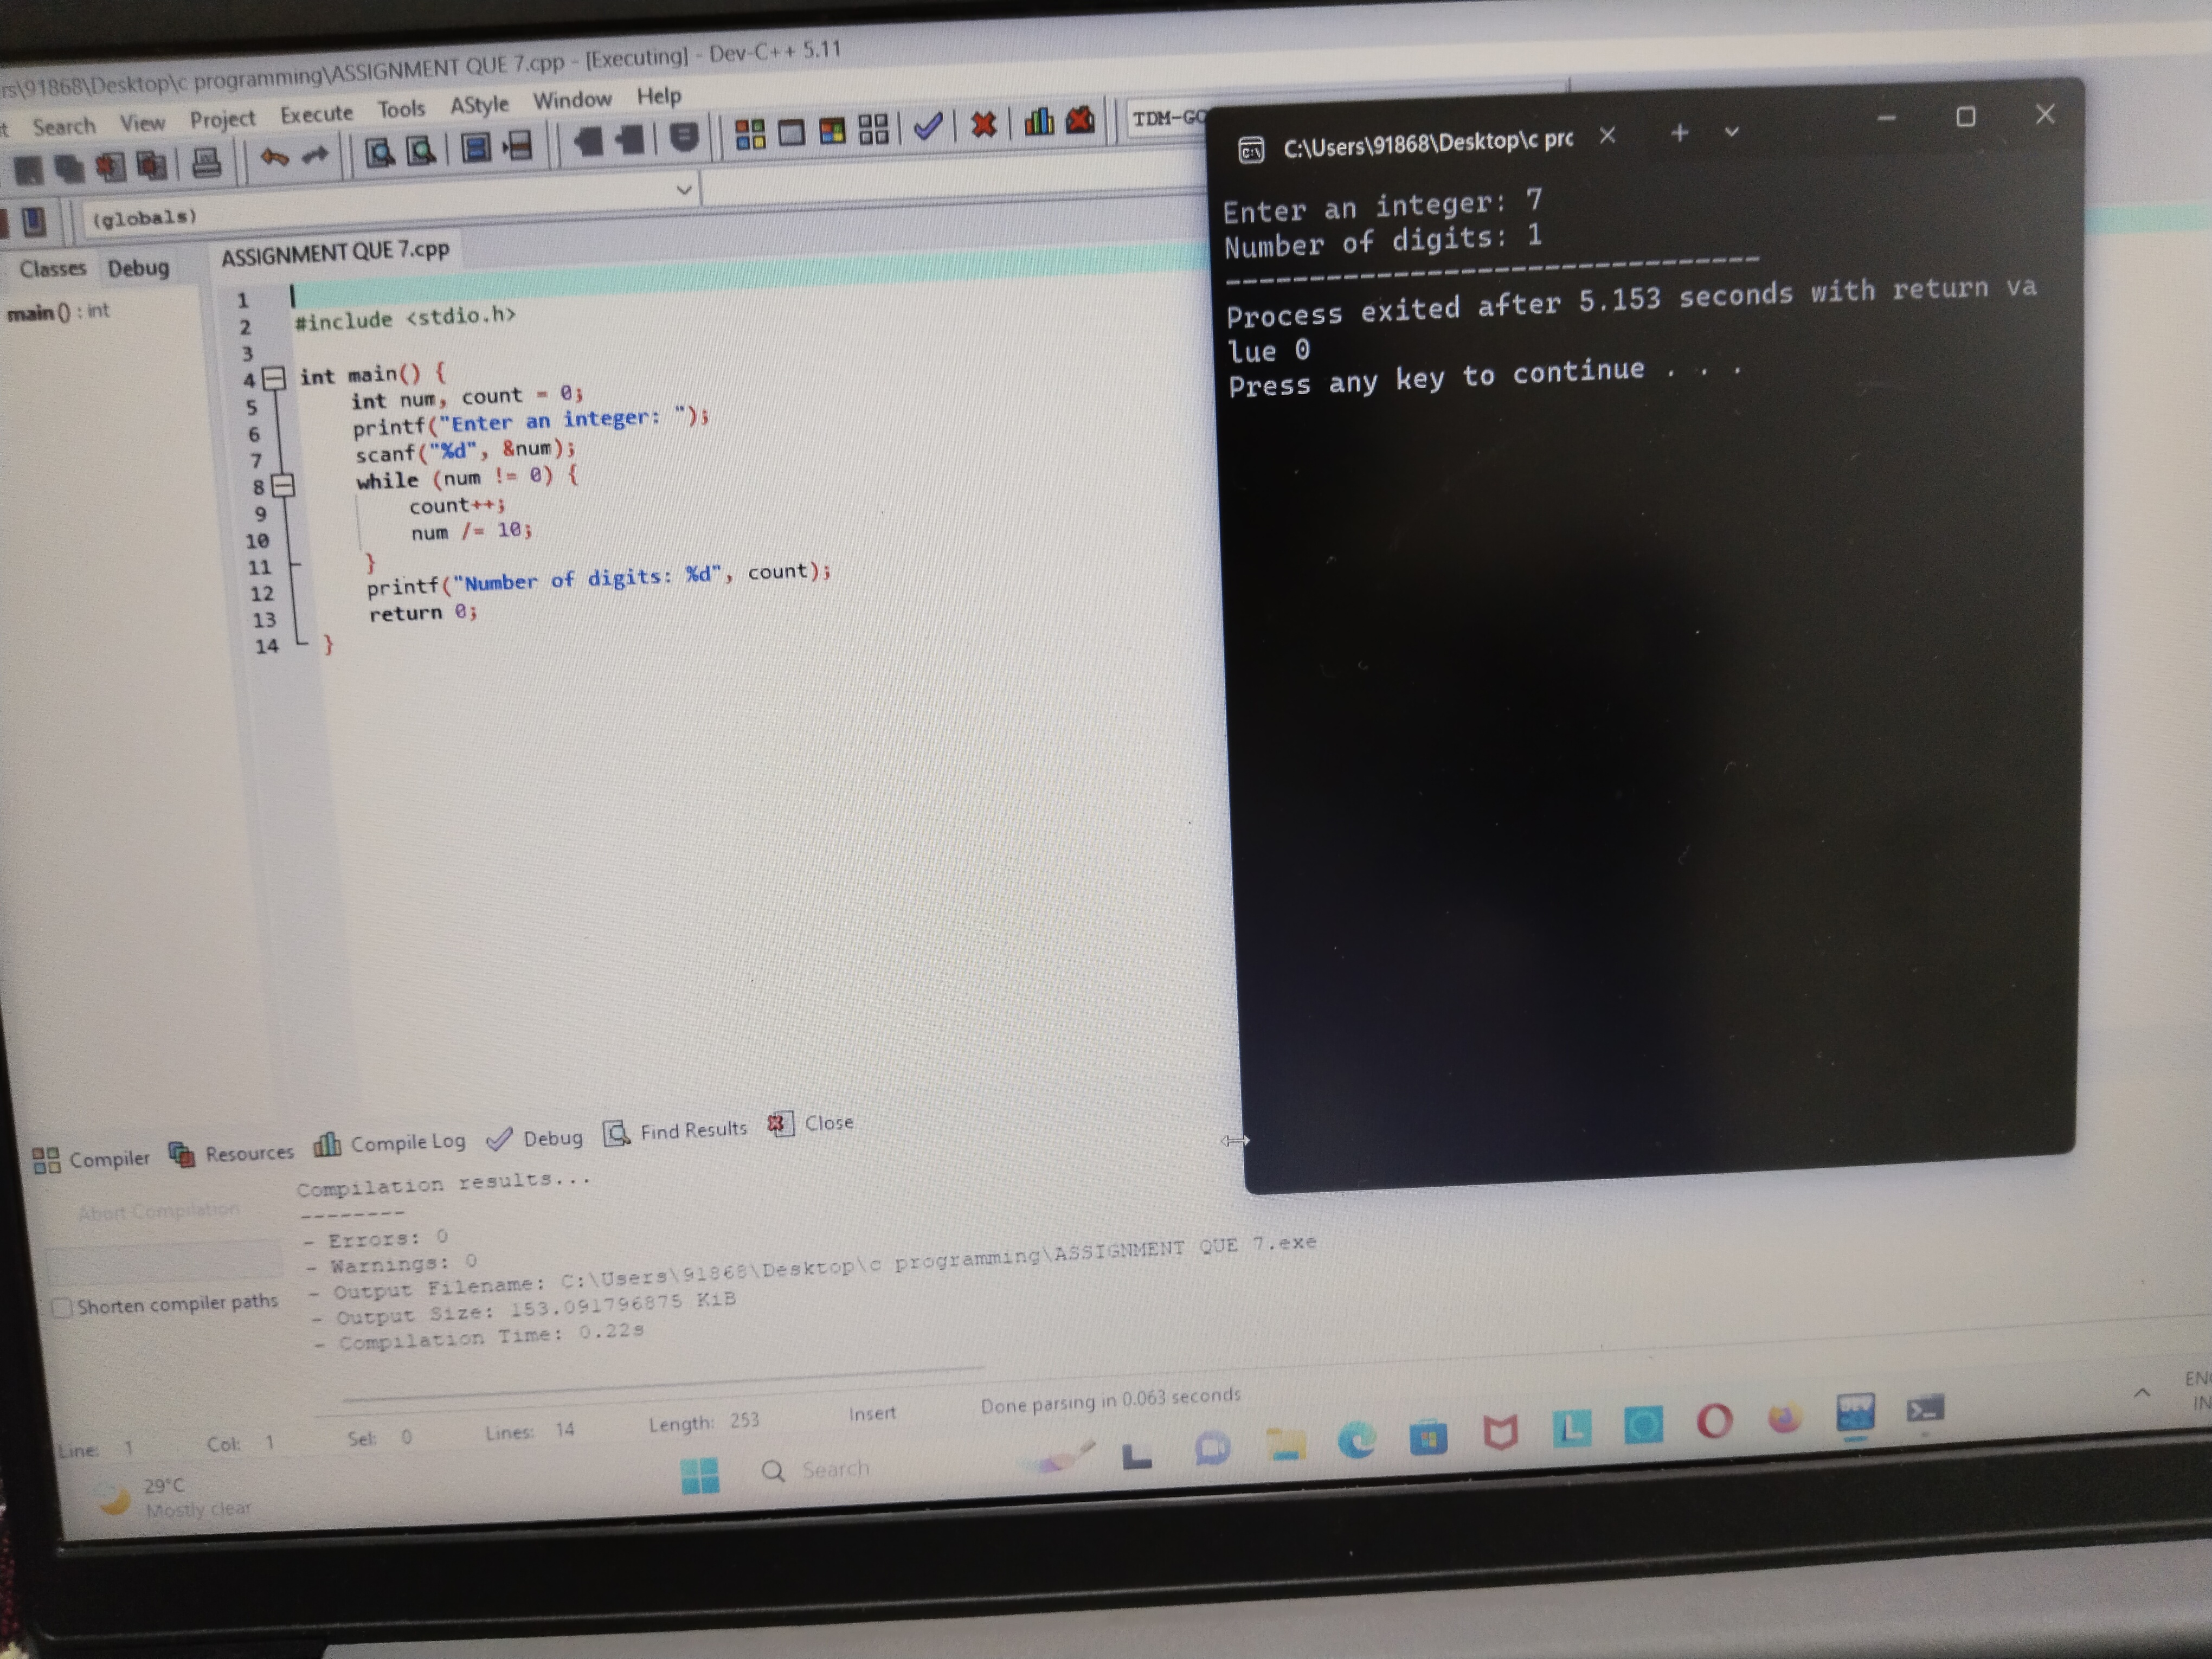 rs\91868\Desktop\c programming\ASSIGNMENT QUE 7.cpp - [Executing] - Dev-C++ 5.11
t Search View Project Execute Tools AStyle Window Help
TDM-GC
(globals)
Classes Debug
main() : int
ASSIGNMENT QUE 7.cpp
1
2 #include <stdio.h>
3
4 int main() {
5 int num, count = 0;
6 printf("Enter an integer: ");
7 scanf("%d", &num);
8 while (num != 0) {
9 count++;
10 num /= 10;
11 }
12 printf("Number of digits: %d", count);
13 return 0;
14 }
C:\Users\91868\Desktop\c prc
Enter an integer: 7
Number of digits: 1
--------------------------------
Process exited after 5.153 seconds with return va
lue 0
Press any key to continue . . .
Compiler Resources Compile Log Debug Find Results Close
Abort Compilation
Shorten compiler paths
Compilation results...
--------
- Errors: 0
- Warnings: 0
- Output Filename: C:\Users\91868\Desktop\c programming\ASSIGNMENT QUE 7.exe
- Output Size: 153.091796875 KiB
- Compilation Time: 0.22s
Line: 1 Col: 1 Sel: 0 Lines: 14 Length: 253 Insert Done parsing in 0.063 seconds
29°C
Mostly clear
Search
DEV
L
ENG
IN